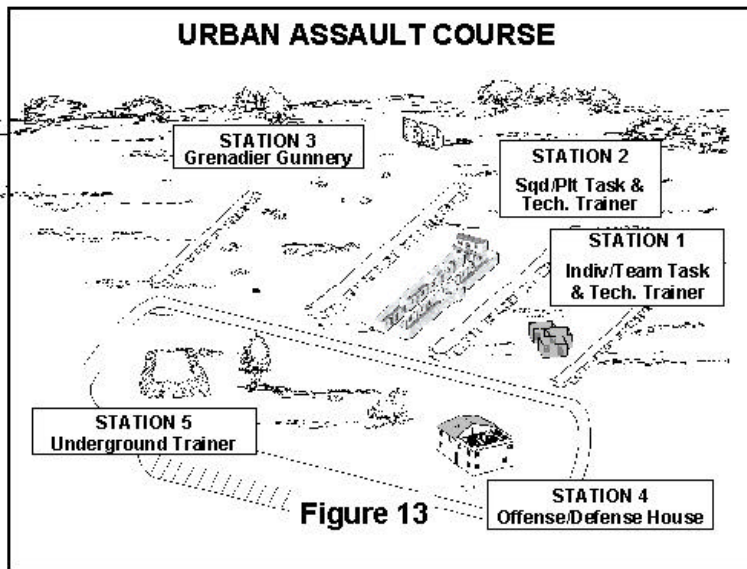 URBAN ASSAULT COURSE
STATION 3
Grenadier Gunnery
STATION 2
Sqd/Plt Task &
Tech. Trainer
STATION 1
Indiv/Team Task
& Tech. Trainer
STATION 5
Underground Trainer
STATION 4
Offense/Defense House
Figure 13